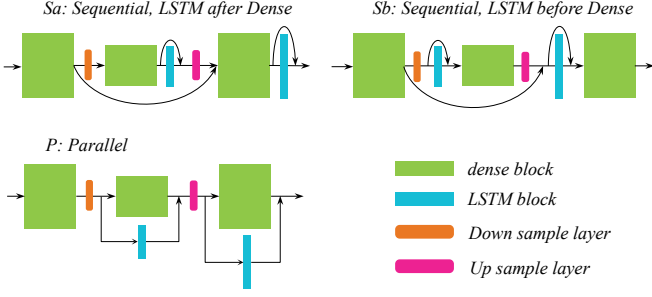 Sa: Sequential, LSTM after Dense
Sb: Sequential, LSTM before Dense
P: Parallel
dense block
LSTM block
Down sample layer
Up sample layer